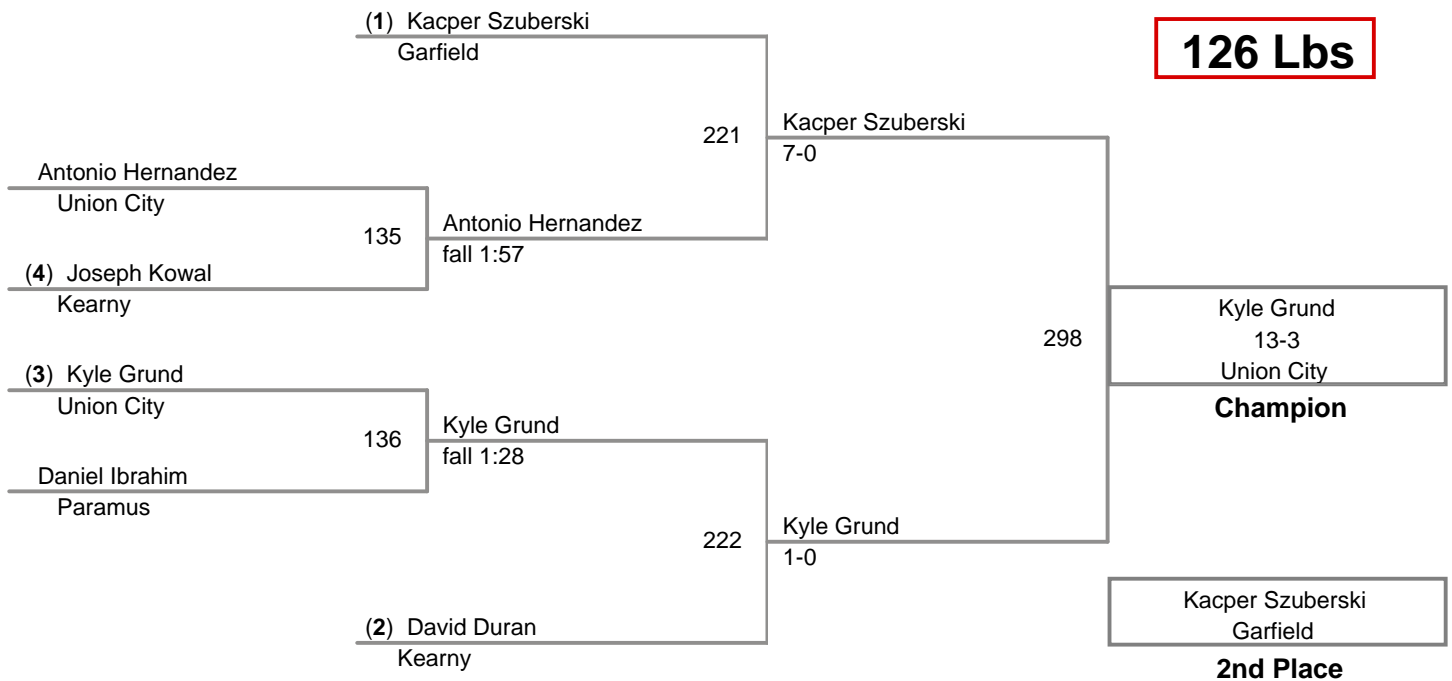 (1) Kacper Szuberski
Garfield
126 Lbs
221
Kacper Szuberski
7-0
Antonio Hernandez
Union City
135
Antonio Hernandez
fall 1:57
(4) Joseph Kowal
Kearny
298
Kyle Grund
13-3
Union City
Champion
(3) Kyle Grund
Union City
136
Kyle Grund
fall 1:28
Daniel Ibrahim
Paramus
222
Kyle Grund
1-0
(2) David Duran
Kearny
Kacper Szuberski
Garfield
2nd Place